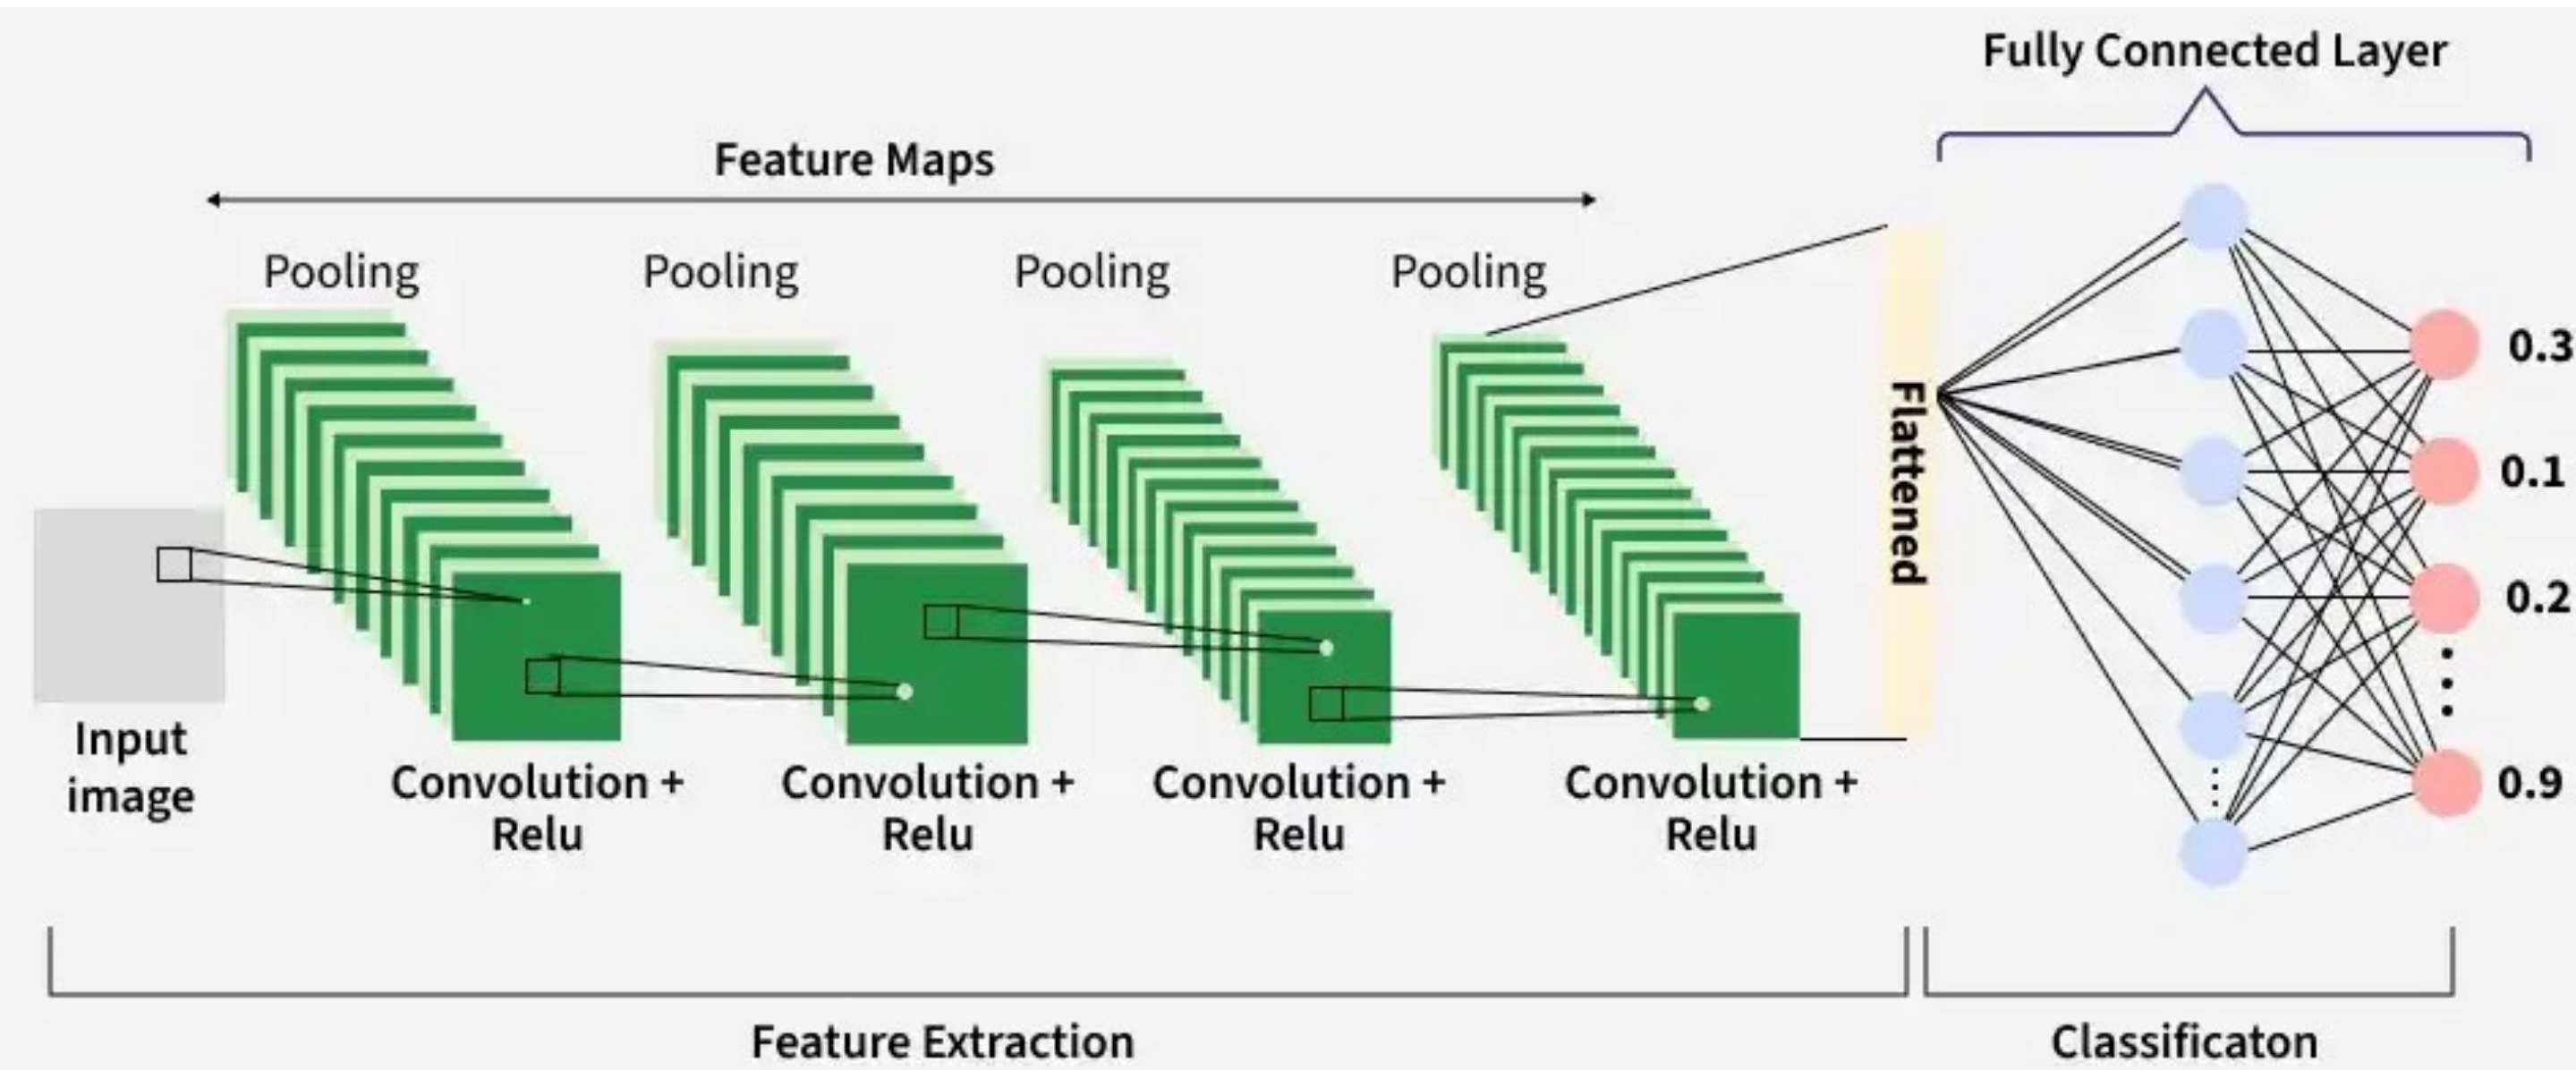 Fully Connected Layer
Feature Maps
Pooling
Pooling
Pooling
Pooling
Flattened
0.3
0.1
0.2
0.9
Input
image
Convolution +
Relu
Convolution +
Relu
Convolution +
Relu
Convolution +
Relu
Feature Extraction
Classificaton